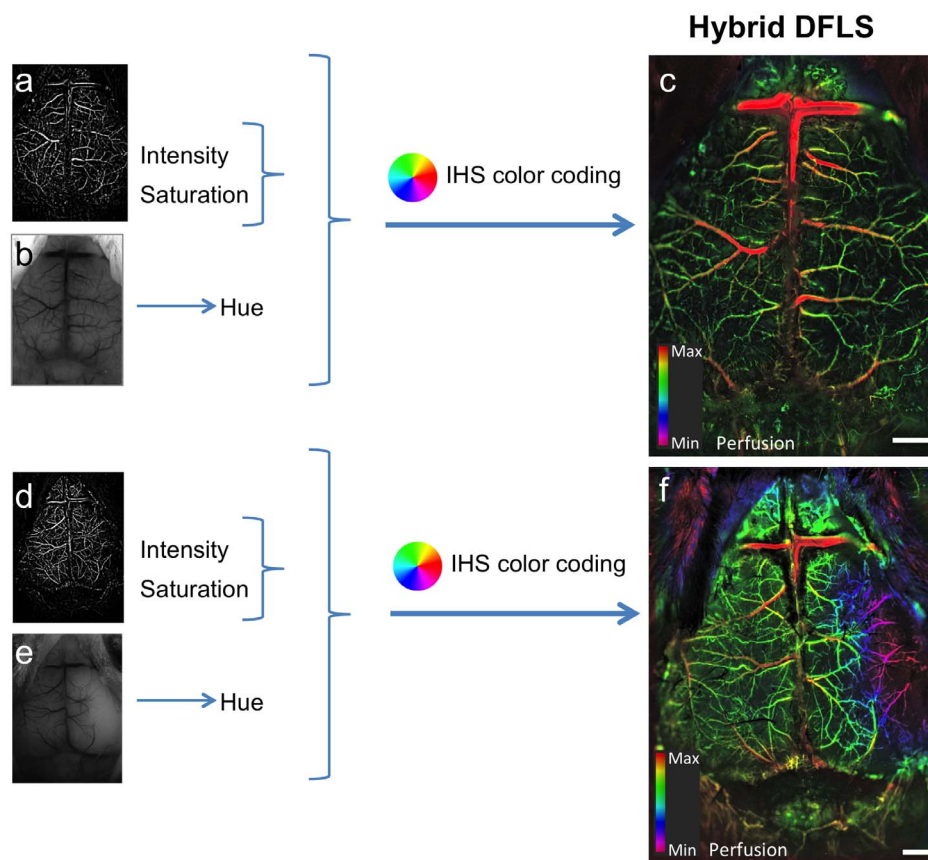 Hybrid DFLS
a
Intensity
Saturation
IHS color coding
c
b
Hue
Max
Min
Perfusion
d
Intensity
Saturation
IHS color coding
f
e
Hue
Max
Min
Perfusion